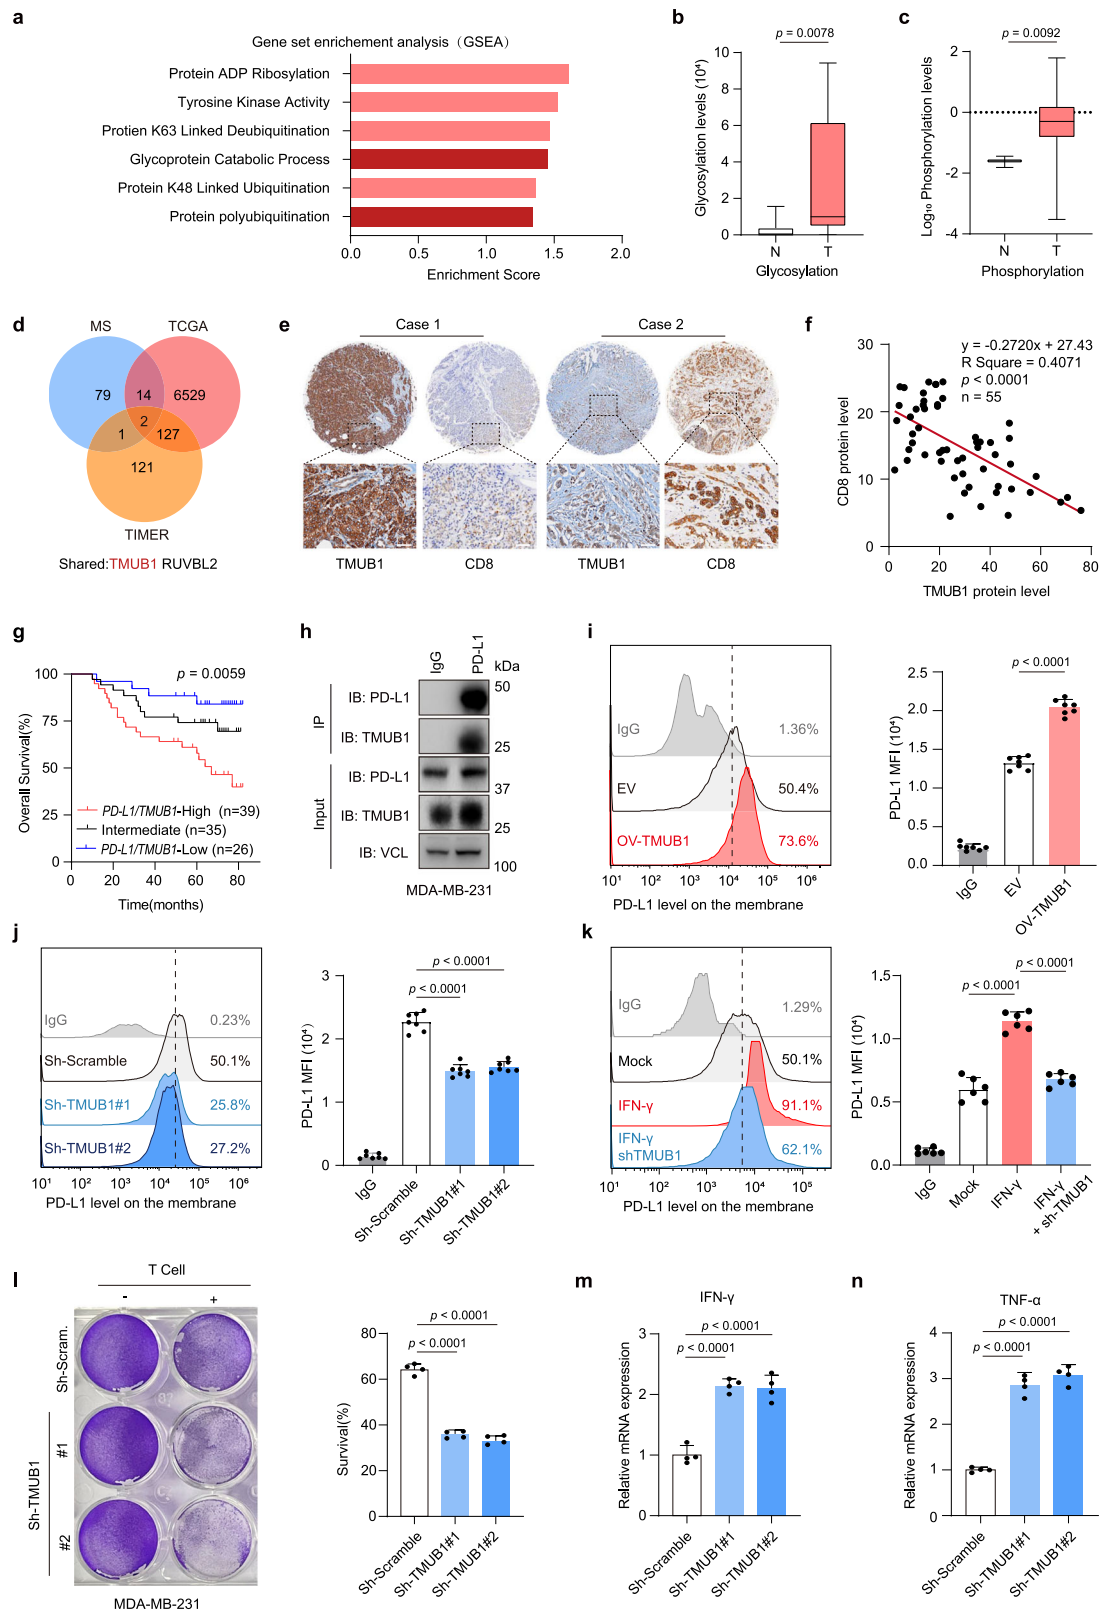 a
Gene set enrichement analysis（GSEA）
Protein ADP Ribosylation
Tyrosine Kinase Activity
Protien K63 Linked Deubiquitination
Glycoprotein Catabolic Process
Protein K48 Linked Ubiquitination
Protein polyubiquitination
0.0 0.5 1.0 1.5 2.0
Enrichment Score
b
p = 0.0078
Glycosylation levels (10⁴)
10
8
6
4
2
0
N T
Glycosylation
c
p = 0.0092
Log₁₀ Phosphorylation levels
2
0
-2
-4
N T
Phosphorylation
d
MS TCGA
79 14 6529
2
1 127
121
TIMER
Shared:TMUB1 RUVBL2
e
Case 1 Case 2
TMUB1 CD8 TMUB1 CD8
f
y = -0.2720x + 27.43
R Square = 0.4071
p < 0.0001
n = 55
CD8 protein level
30
20
10
0
0 20 40 60 80
TMUB1 protein level
g
p = 0.0059
Overall Survival(%)
100
75
50
25
0
PD-L1/TMUB1-High (n=39)
Intermediate (n=35)
PD-L1/TMUB1-Low (n=26)
0 20 40 60 80
Time(months)
h
IgG PD-L1 kDa
IP
IB: PD-L1 50
IB: TMUB1 25
Input
IB: PD-L1 37
IB: TMUB1 25
IB: VCL 100
MDA-MB-231
i
IgG 1.36%
EV 50.4%
OV-TMUB1 73.6%
10¹ 10² 10³ 10⁴ 10⁵ 10⁶
PD-L1 level on the membrane
p < 0.0001
PD-L1 MFI (10⁴)
2.5
2.0
1.5
1.0
0.5
0.0
IgG EV OV-TMUB1
j
IgG 0.23%
Sh-Scramble 50.1%
Sh-TMUB1#1 25.8%
Sh-TMUB1#2 27.2%
10¹ 10² 10³ 10⁴ 10⁵ 10⁶
PD-L1 level on the membrane
p < 0.0001
p < 0.0001
PD-L1 MFI (10⁴)
3
2
1
0
IgG Sh-Scramble Sh-TMUB1#1 Sh-TMUB1#2
k
IgG 1.29%
Mock 50.1%
IFN-γ 91.1%
IFN-γ
shTMUB1 62.1%
10¹ 10² 10³ 10⁴ 10⁵ 10⁶
PD-L1 level on the membrane
p < 0.0001
p < 0.0001
PD-L1 MFI (10⁴)
1.5
1.0
0.5
0.0
IgG Mock IFN-γ IFN-γ
+ sh-TMUB1
l
T Cell
- +
Sh-Scram.
Sh-TMUB1
#1
#2
MDA-MB-231
p < 0.0001
p < 0.0001
Survival(%)
80
60
40
20
0
Sh-Scramble Sh-TMUB1#1 Sh-TMUB1#2
m
IFN-γ
p < 0.0001
p < 0.0001
Relative mRNA expression
3
2
1
0
Sh-Scramble Sh-TMUB1#1 Sh-TMUB1#2
n
TNF-α
p < 0.0001
p < 0.0001
Relative mRNA expression
4
3
2
1
0
Sh-Scramble Sh-TMUB1#1 Sh-TMUB1#2